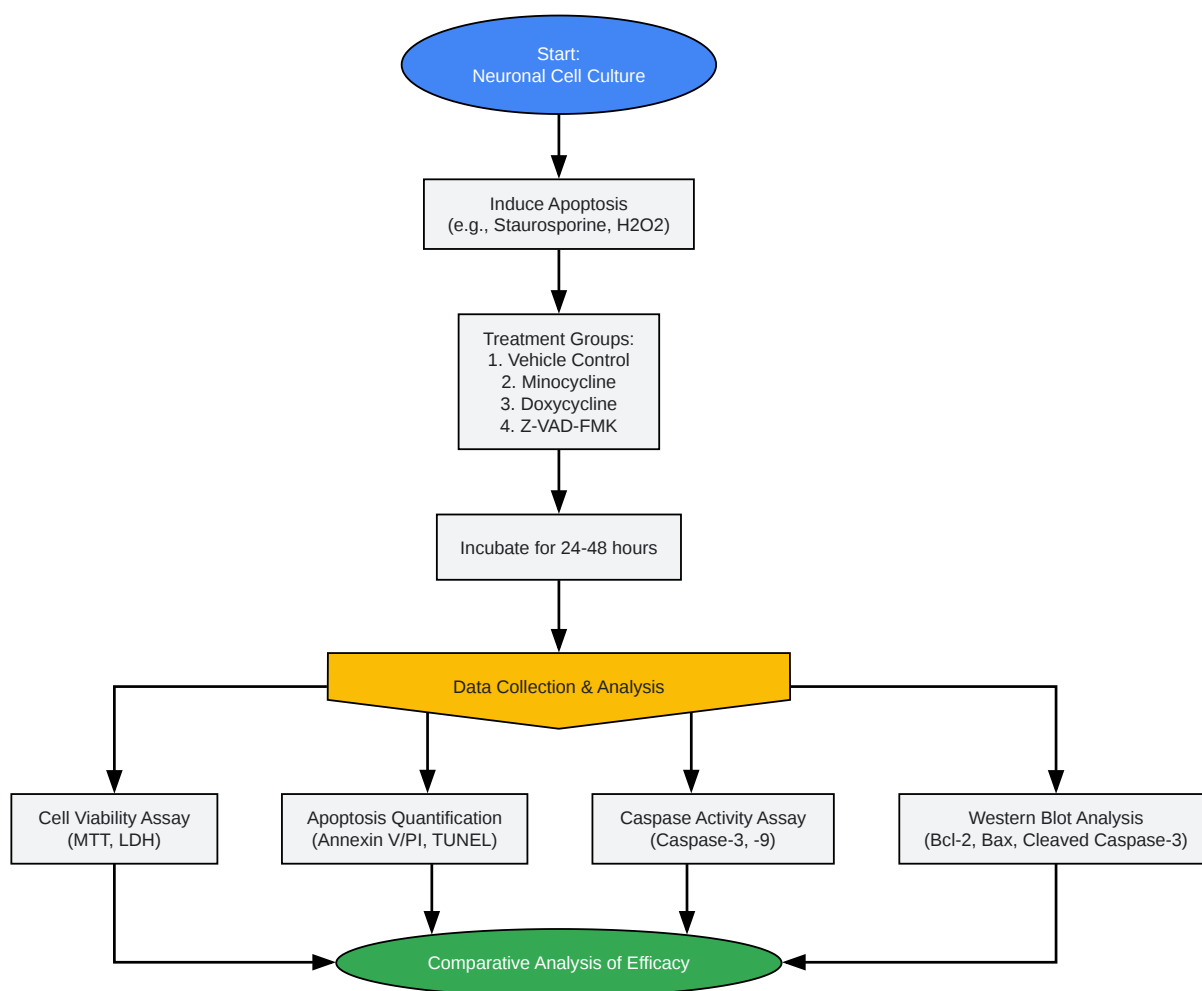 Start:
Neuronal Cell Culture
Induce Apoptosis
(e.g., Staurosporine, H2O2)
Treatment Groups:
1. Vehicle Control
2. Minocycline
3. Doxycycline
4. Z-VAD-FMK
Incubate for 24-48 hours
Data Collection & Analysis
Cell Viability Assay
(MTT, LDH)
Apoptosis Quantification
(Annexin V/PI, TUNEL)
Caspase Activity Assay
(Caspase-3, -9)
Western Blot Analysis
(Bcl-2, Bax, Cleaved Caspase-3)
Comparative Analysis of Efficacy